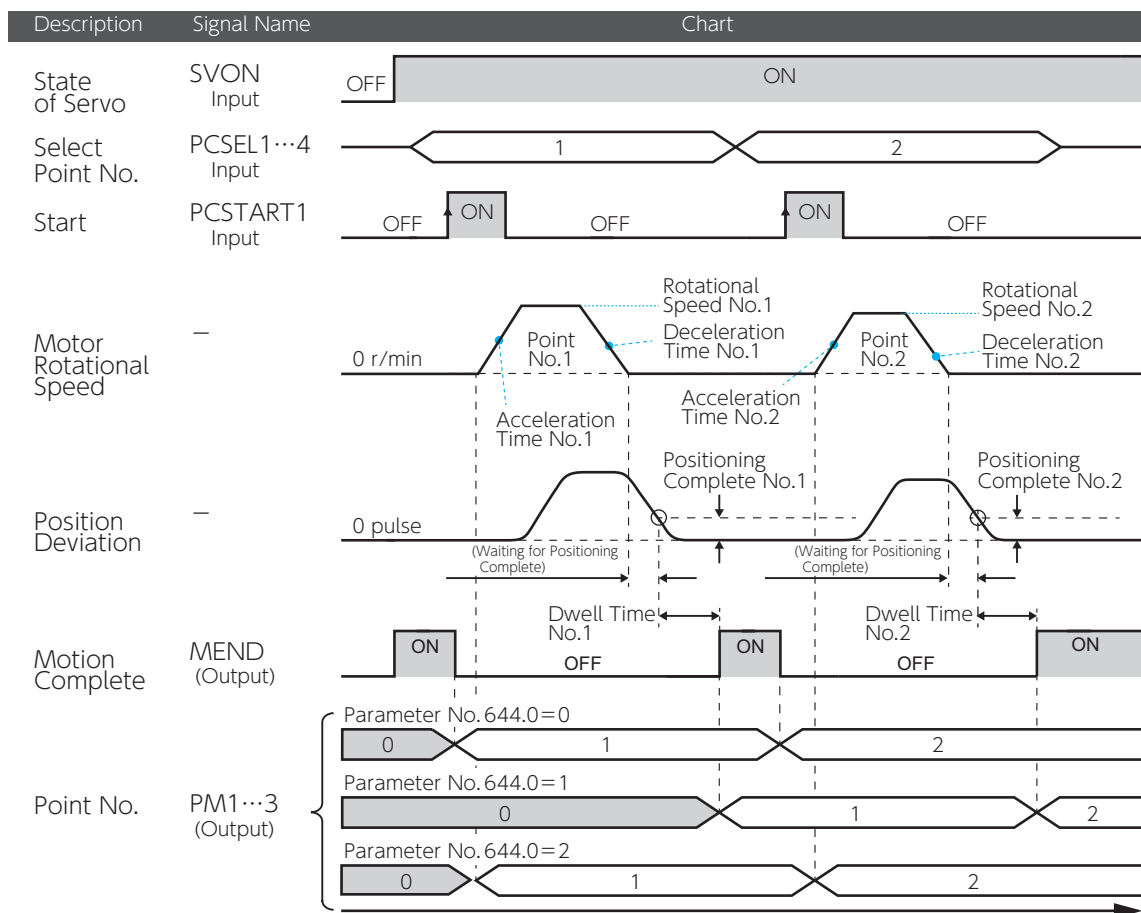 Description Signal Name Chart
State
of Servo
SVON
Input
OFF
ON
Select
Point No.
PCSEL1…4
Input
1
2
Start
PCSTART1
Input
OFF
ON
OFF
ON
OFF
Motor
Rotational
Speed
–
0 r/min
Point
No.1
Rotational
Speed No.1
Deceleration
Time No.1
Acceleration
Time No.1
Point
No.2
Rotational
Speed No.2
Deceleration
Time No.2
Acceleration
Time No.2
Position
Deviation
–
0 pulse
Positioning
Complete No.1
Positioning
Complete No.2
(Waiting for Positioning
Complete)
(Waiting for Positioning
Complete)
Dwell Time
No.1
Dwell Time
No.2
Motion
Complete
MEND
(Output)
ON
OFF
ON
OFF
ON
Point No.
PM1…3
(Output)
Parameter No. 644.0=0
0
1
2
Parameter No. 644.0=1
0
1
2
Parameter No. 644.0=2
0
1
2